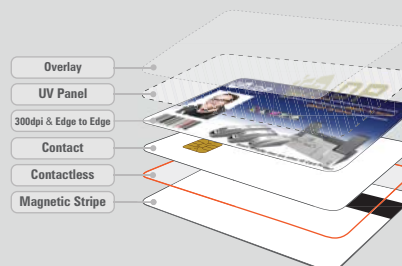 Overlay
UV Panel
300dpi & Edge to Edge
Contact
Contactless
Magnetic Stripe